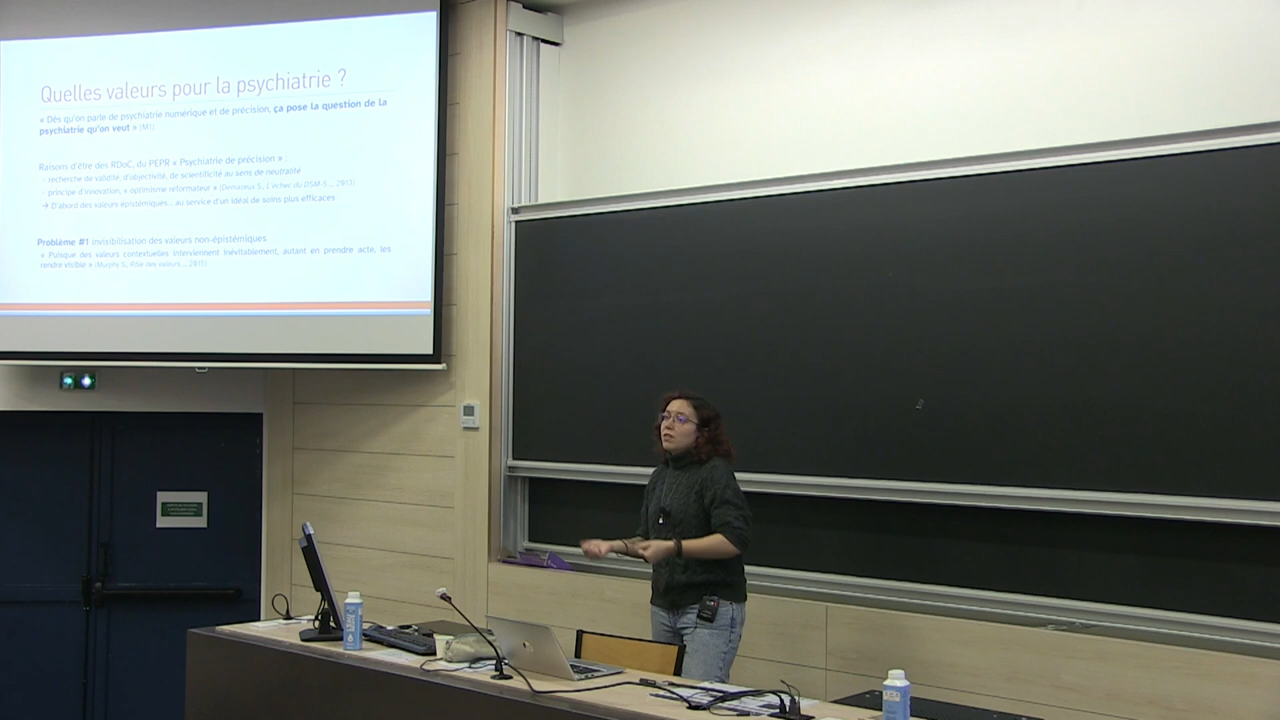 Quelles valeurs pour la psychiatrie ?
« Dès qu'on parle de psychiatrie numérique et de précision, ça pose la question de la
psychiatrie qu'on veut » (M1)
Raisons d'être des RDoC, du PEPR « Psychiatrie de précision » :
- recherche de validité, d'objectivité, de scientificité au sens de neutralité
- principe d'innovation, « optimisme réformateur » (Demazeux S., L'échec du DSM-5..., 2013)
→ D'abord des valeurs épistémiques... au service d'un idéal de soins plus efficaces
Problème #1 invisibilisation des valeurs non-épistémiques
« Puisque des valeurs contextuelles interviennent inévitablement, autant en prendre acte, les
rendre visible » (Murphy S., Rôle des valeurs..., 2011)